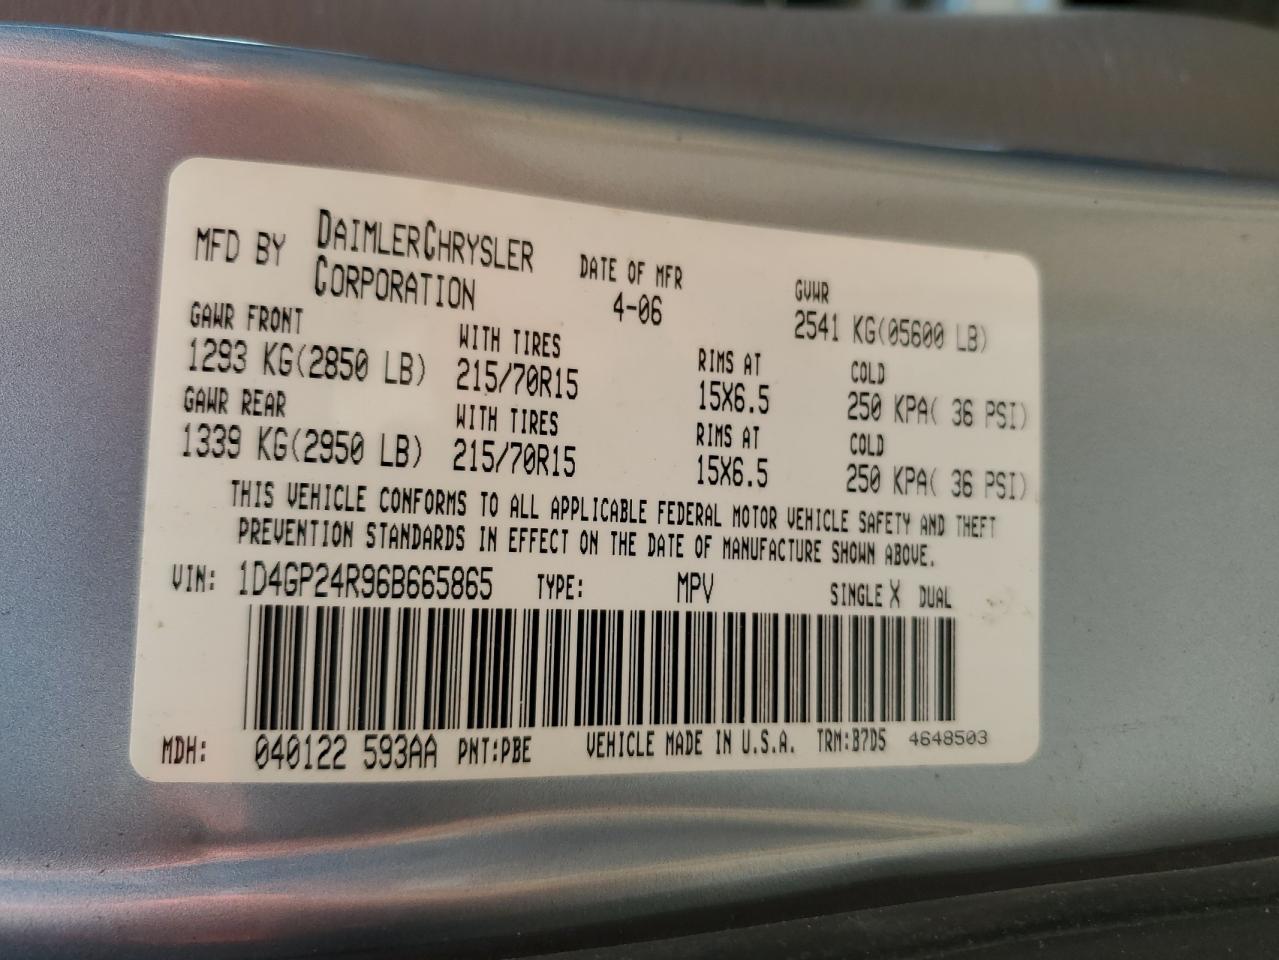 MFD BY DAIMLERCHRYSLER CORPORATION DATE OF MFR 4-06 GVWR 2541 KG(05600 LB)
GAWR FRONT WITH TIRES RIMS AT COLD
1293 KG(2850 LB) 215/70R15 15X6.5 250 KPA( 36 PSI)
GAWR REAR WITH TIRES RIMS AT COLD
1339 KG(2950 LB) 215/70R15 15X6.5 250 KPA( 36 PSI)
THIS VEHICLE CONFORMS TO ALL APPLICABLE FEDERAL MOTOR VEHICLE SAFETY AND THEFT
PREVENTION STANDARDS IN EFFECT ON THE DATE OF MANUFACTURE SHOWN ABOVE.
VIN: 1D4GP24R96B665865 TYPE: MPV SINGLE X DUAL
MDH: 040122 593AA PNT:PBE VEHICLE MADE IN U.S.A. TRM:B7D5 4648503